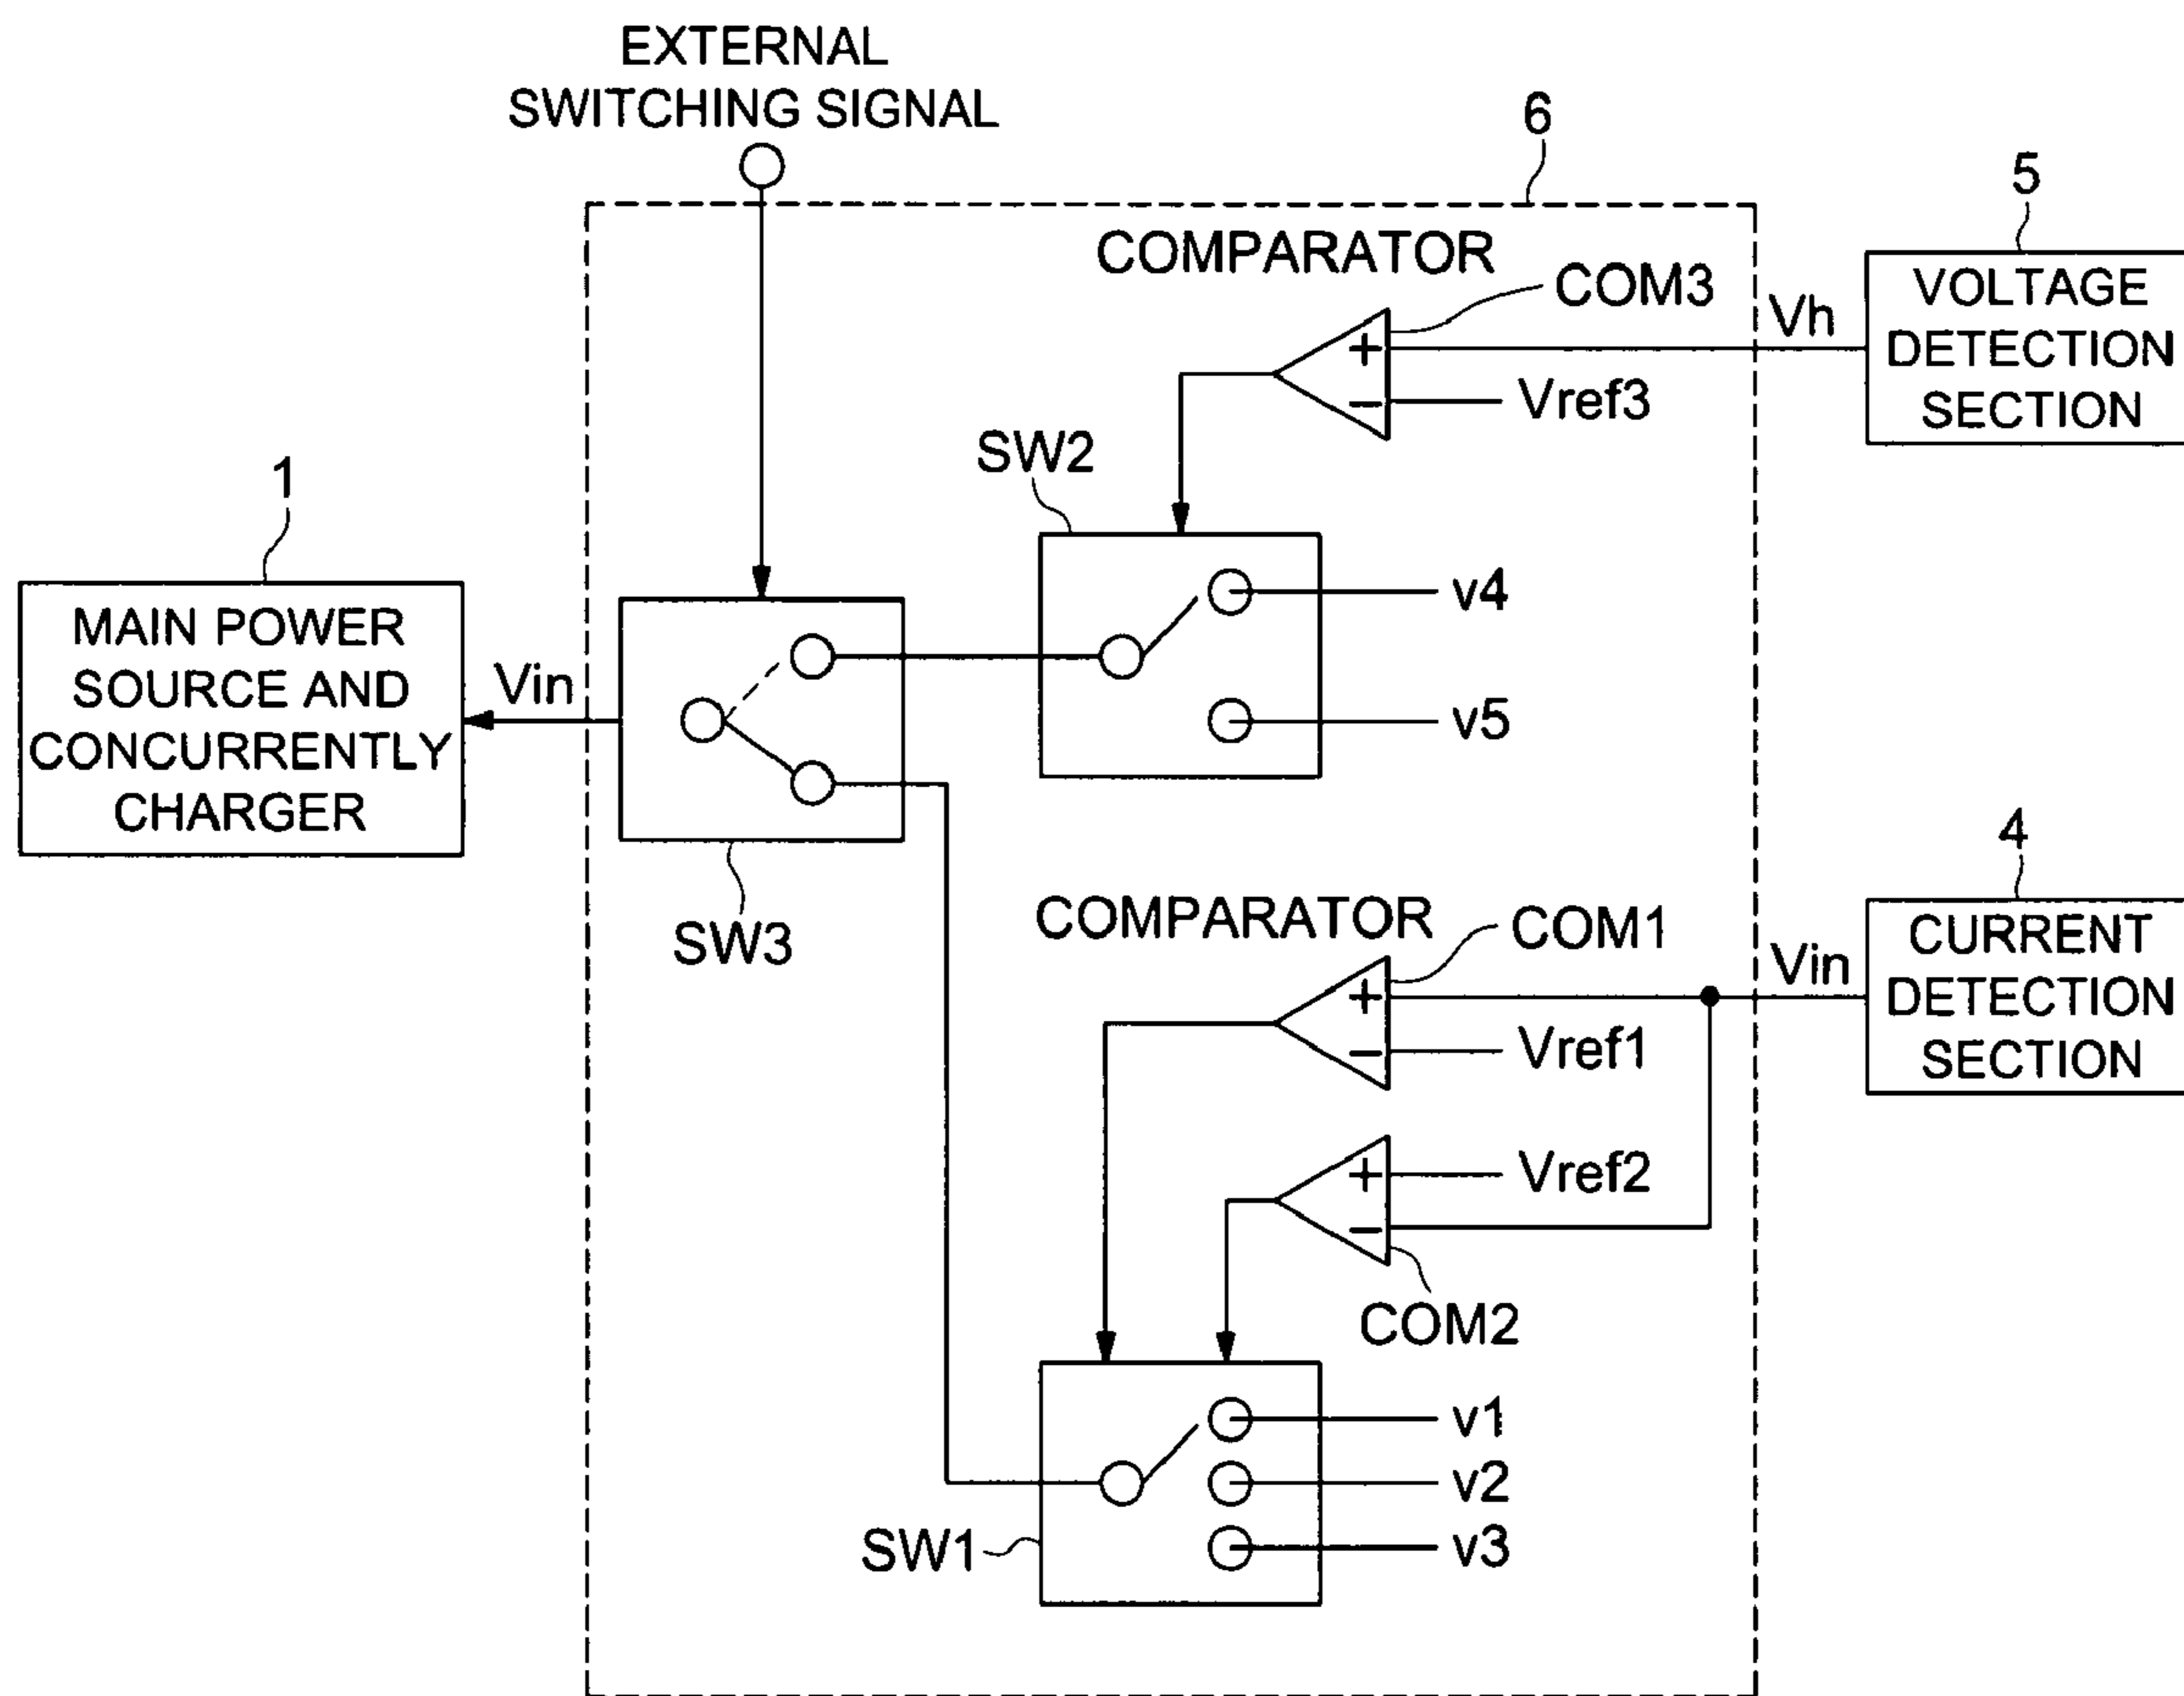 EXTERNAL
SWITCHING SIGNAL
6
5
COMPARATOR
COM3
Vh
VOLTAGE
DETECTION
SECTION
+
−
Vref3
SW2
1
v4
v5
MAIN POWER
SOURCE AND
CONCURRENTLY
CHARGER
Vin
SW3
4
COMPARATOR
COM1
Vin
CURRENT
DETECTION
SECTION
+
−
Vref1
+
−
Vref2
COM2
v1
v2
v3
SW1